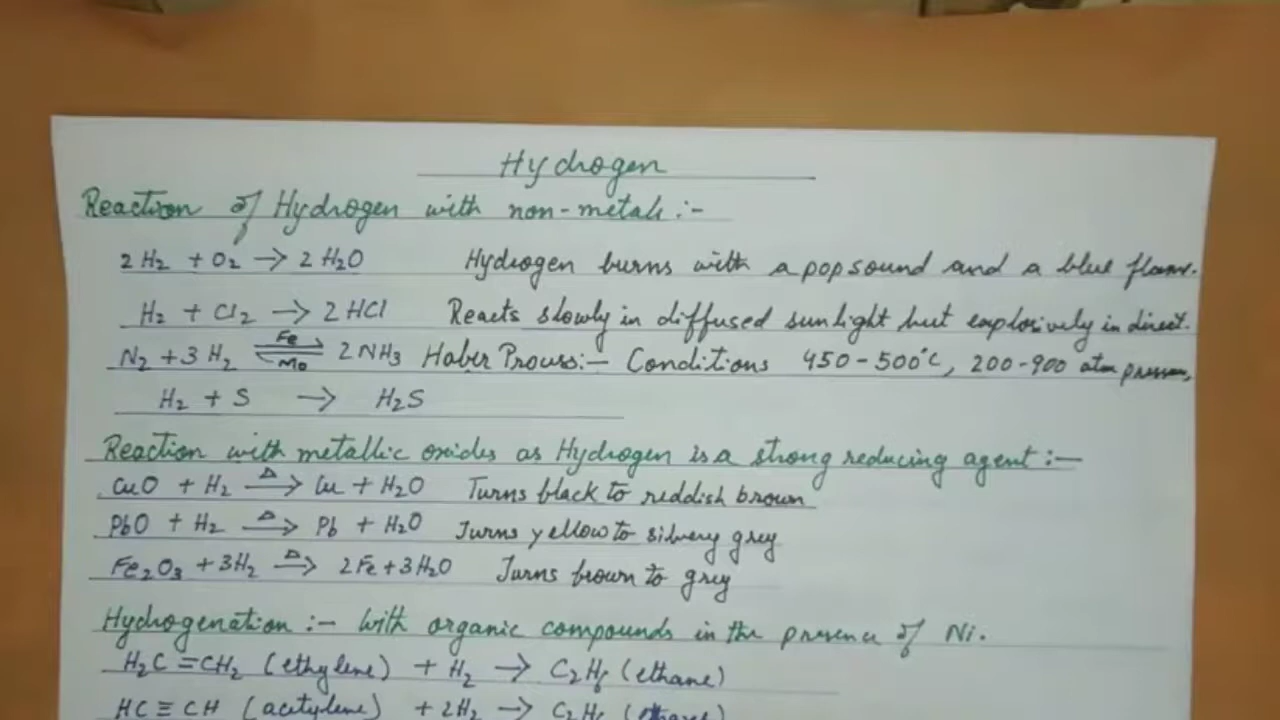 Hydrogen
Reaction of Hydrogen with non-metals :-
2H₂ + O₂ → 2H₂O Hydrogen burns with a pop sound and a blue flame.
H₂ + Cl₂ → 2HCl Reacts slowly in diffused sunlight but explosively in direct.
N₂ + 3H₂ ⇌ 2NH₃ Haber Process:- Conditions 450-500°C, 200-900 atm pressure,
Fe
Mo
H₂ + S → H₂S
Reaction with metallic oxides as Hydrogen is a strong reducing agent :-
CuO + H₂ →Δ Cu + H₂O Turns black to reddish brown
PbO + H₂ →Δ Pb + H₂O Turns yellow to silvery grey
Fe₂O₃ + 3H₂ →Δ 2Fe + 3H₂O Turns brown to grey
Hydrogenation :- With organic compounds in the presence of Ni.
H₂C = CH₂ (ethylene) + H₂ → C₂H₆ (ethane)
HC ≡ CH (acetylene) + 2H₂ → C₂H₆ (ethane)